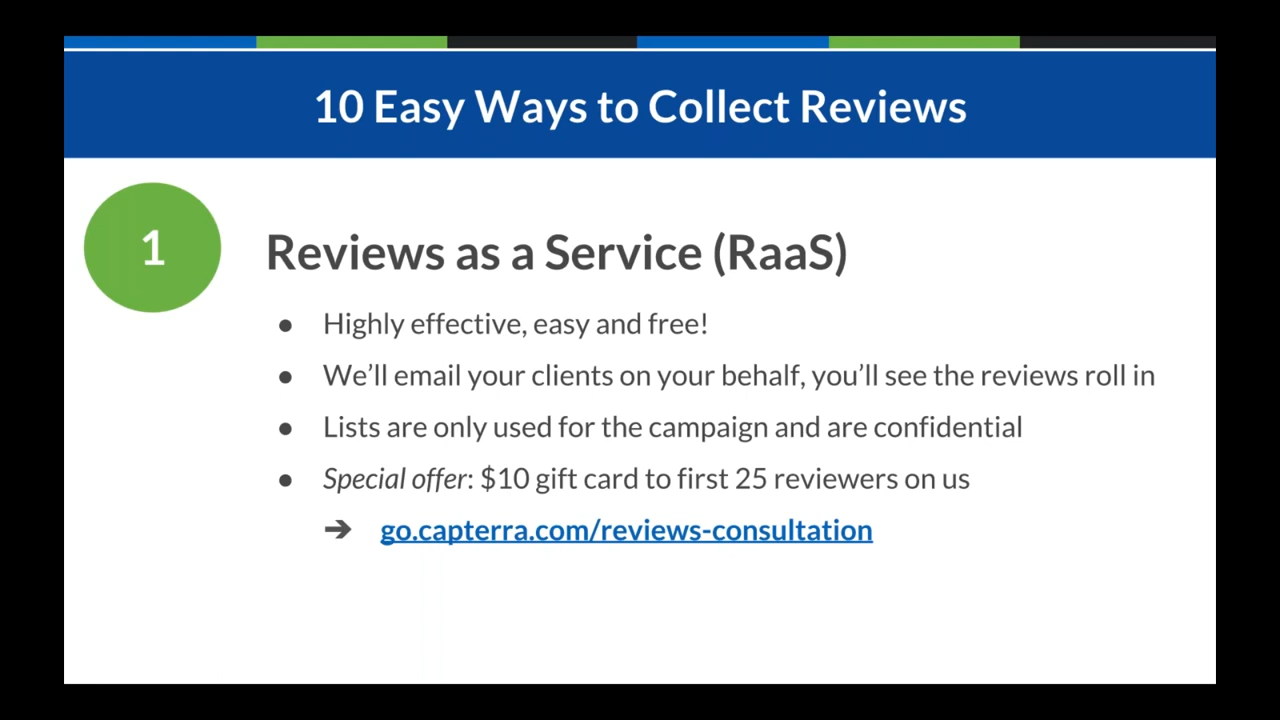 10 Easy Ways to Collect Reviews
1
Reviews as a Service (RaaS)
● Highly effective, easy and free!
● We’ll email your clients on your behalf, you’ll see the reviews roll in
● Lists are only used for the campaign and are confidential
● Special offer: $10 gift card to first 25 reviewers on us
➔ go.capterra.com/reviews-consultation